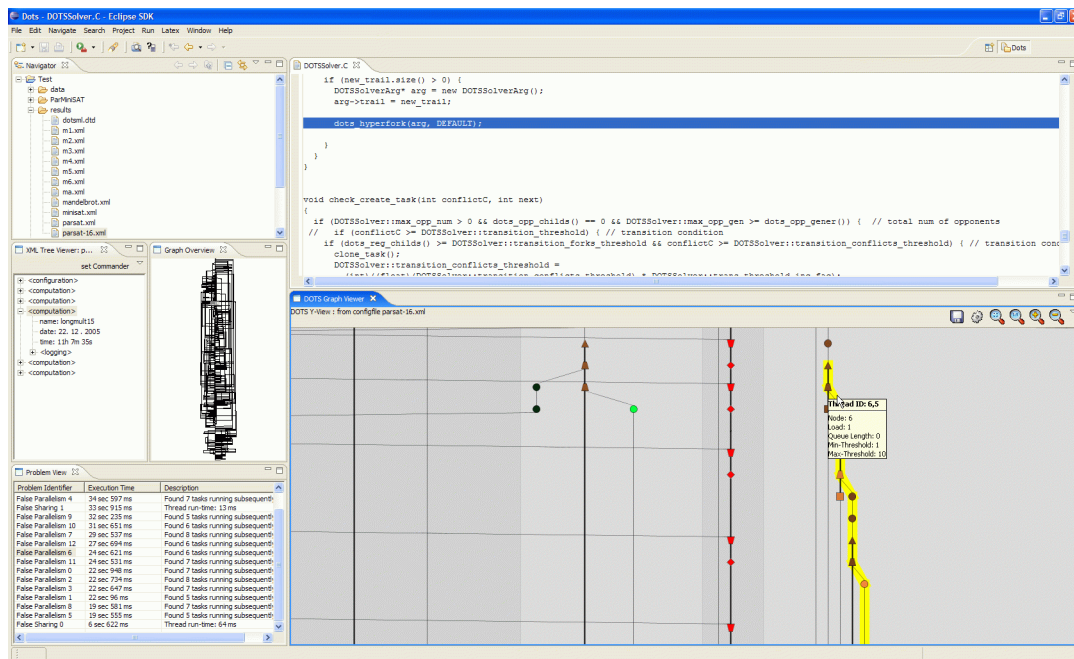 Dots - DOTSSolver.C - Eclipse SDK
File Edit Navigate Search Project Run Latex Window Help
Dots
Navigator
Test
data
ParMiniSAT
results
dotsml.dtd
m1.xml
m2.xml
m3.xml
m4.xml
m5.xml
m6.xml
ma.xml
mandelbrot.xml
minisat.xml
parsat.xml
parsat-16.xml
DOTSSolver.C
if (new_trail.size() > 0) {
DOTSSolverArg* arg = new DOTSSolverArg();
arg->trail = new_trail;
dots_hyperfork(arg, DEFAULT);
}
}
}
void check_create_task(int conflictC, int next)
{
if (DOTSSolver::max_opp_num > 0 && dots_opp_childs() == 0 && DOTSSolver::max_opp_gen >= dots_opp_gener()) { // total num of opponents
// if (conflictC >= DOTSSolver::transition_threshold) { // transition condition
if (dots_reg_childs() >= DOTSSolver::transition_forks_threshold && conflictC >= DOTSSolver::transition_conflicts_threshold) { // transition cond
clone_task();
DOTSSolver::transition_conflicts_threshold =
XML Tree Viewer: p...
set Commander
<configuration>
<computation>
<computation>
<computation>
name: longmult15
date: 22. 12. 2005
time: 11h 7m 35s
<logging>
<computation>
<computation>
Graph Overview
DOTS Graph Viewer
DOTS Y-View : from configfile parsat-16.xml
Thread ID: 6,5
Node: 6
Load: 1
Queue Length: 0
Min-Threshold: 1
Max-Threshold: 10
Problem View
Problem Identifier Execution Time Description
False Parallelism 4 34 sec 597 ms Found 7 tasks running subsequently
False Sharing 1 33 sec 915 ms Thread run-time: 13 ms
False Parallelism 9 32 sec 235 ms Found 5 tasks running subsequently
False Parallelism 10 31 sec 651 ms Found 6 tasks running subsequently
False Parallelism 7 29 sec 537 ms Found 8 tasks running subsequently
False Parallelism 12 27 sec 694 ms Found 6 tasks running subsequently
False Parallelism 6 24 sec 621 ms Found 6 tasks running subsequently
False Parallelism 11 24 sec 531 ms Found 7 tasks running subsequently
False Parallelism 0 22 sec 948 ms Found 7 tasks running subsequently
False Parallelism 2 22 sec 734 ms Found 8 tasks running subsequently
False Parallelism 3 22 sec 647 ms Found 7 tasks running subsequently
False Parallelism 1 22 sec 96 ms Found 5 tasks running subsequently
False Parallelism 8 19 sec 581 ms Found 7 tasks running subsequently
False Parallelism 5 19 sec 555 ms Found 5 tasks running subsequently
False Sharing 0 6 sec 622 ms Thread run-time: 64 ms